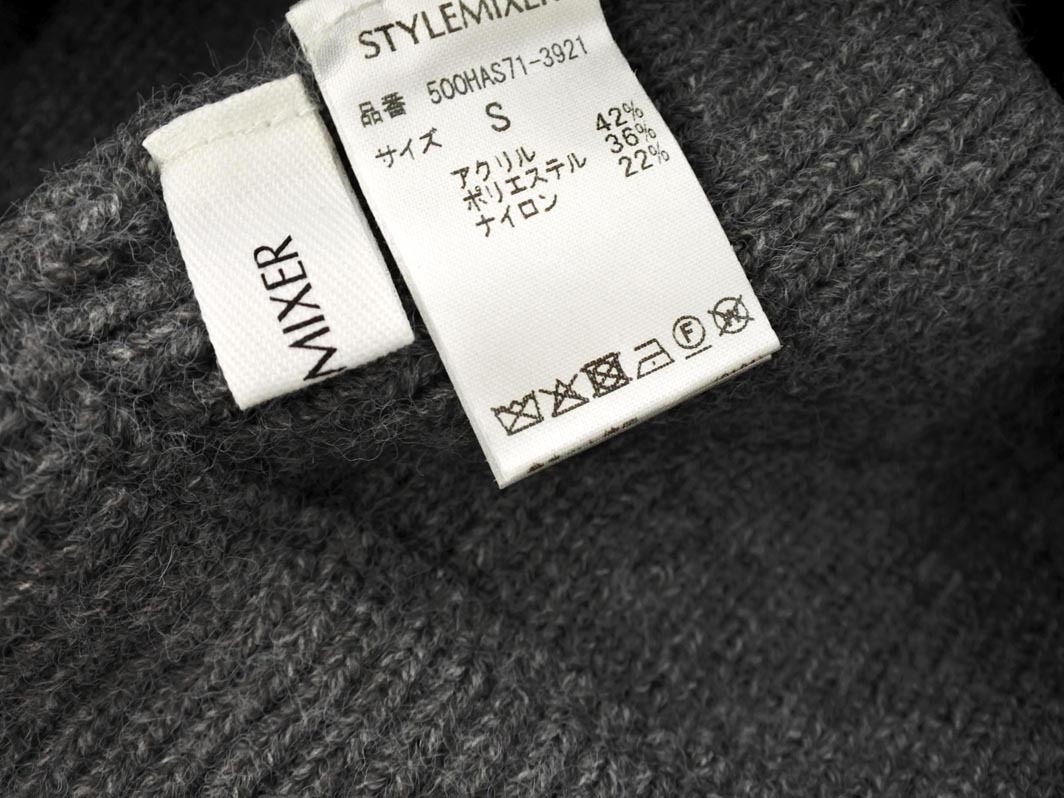 MIXER
STYLEMIXER
品番 500HAS71-3921
サイズ S
アクリル 42%
ポリエステル 36%
ナイロン 22%
F W